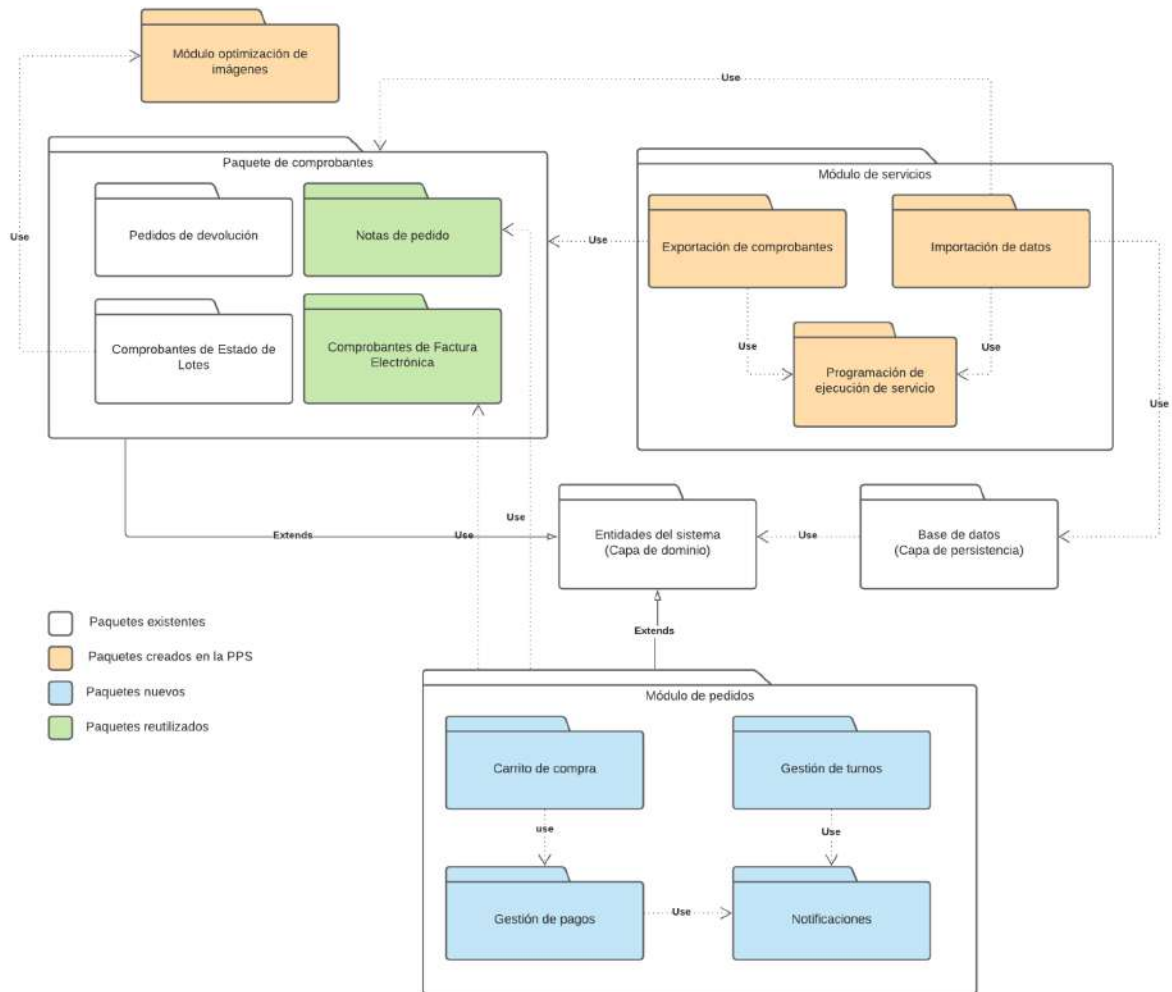 Módulo optimización de
imágenes
Use
Paquete de comprobantes
Módulo de servicios
Pedidos de devolución
Notas de pedido
Use
Use
Exportación de comprobantes
Importación de datos
Comprobantes de Estado de
Lotes
Comprobantes de Factura
Electrónica
Use
Use
Programación de
ejecución de servicio
Use
Use
Extends
Use
Entidades del sistema
(Capa de dominio)
Use
Base de datos
(Capa de persistencia)
Paquetes existentes
Paquetes creados en la PPS
Paquetes nuevos
Paquetes reutilizados
Extends
Módulo de pedidos
Carrito de compra
Gestión de turnos
use
Use
Gestión de pagos
Use
Notificaciones